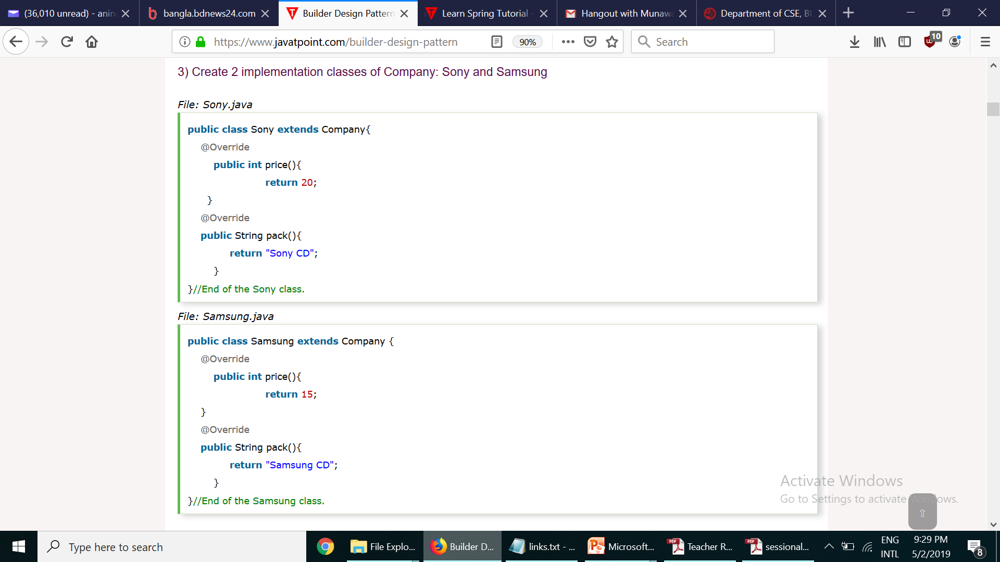 (36,010 unread) - anin
bangla.bdnews24.com
Builder Design Pattern
Learn Spring Tutorial -
Hangout with Munawa
Department of CSE, BU
https://www.javatpoint.com/builder-design-pattern
90%
Search
10
3) Create 2 implementation classes of Company: Sony and Samsung
File: Sony.java
public class Sony extends Company{
@Override
public int price(){
return 20;
}
@Override
public String pack(){
return "Sony CD";
}
}//End of the Sony class.
File: Samsung.java
public class Samsung extends Company {
@Override
public int price(){
return 15;
}
@Override
public String pack(){
return "Samsung CD";
}
}//End of the Samsung class.
Activate Windows
Go to Settings to activate Windows.
Type here to search
File Explo...
Builder D...
links.txt - ...
Microsoft...
Teacher R...
sessional...
ENG
INTL
9:29 PM
5/2/2019
8